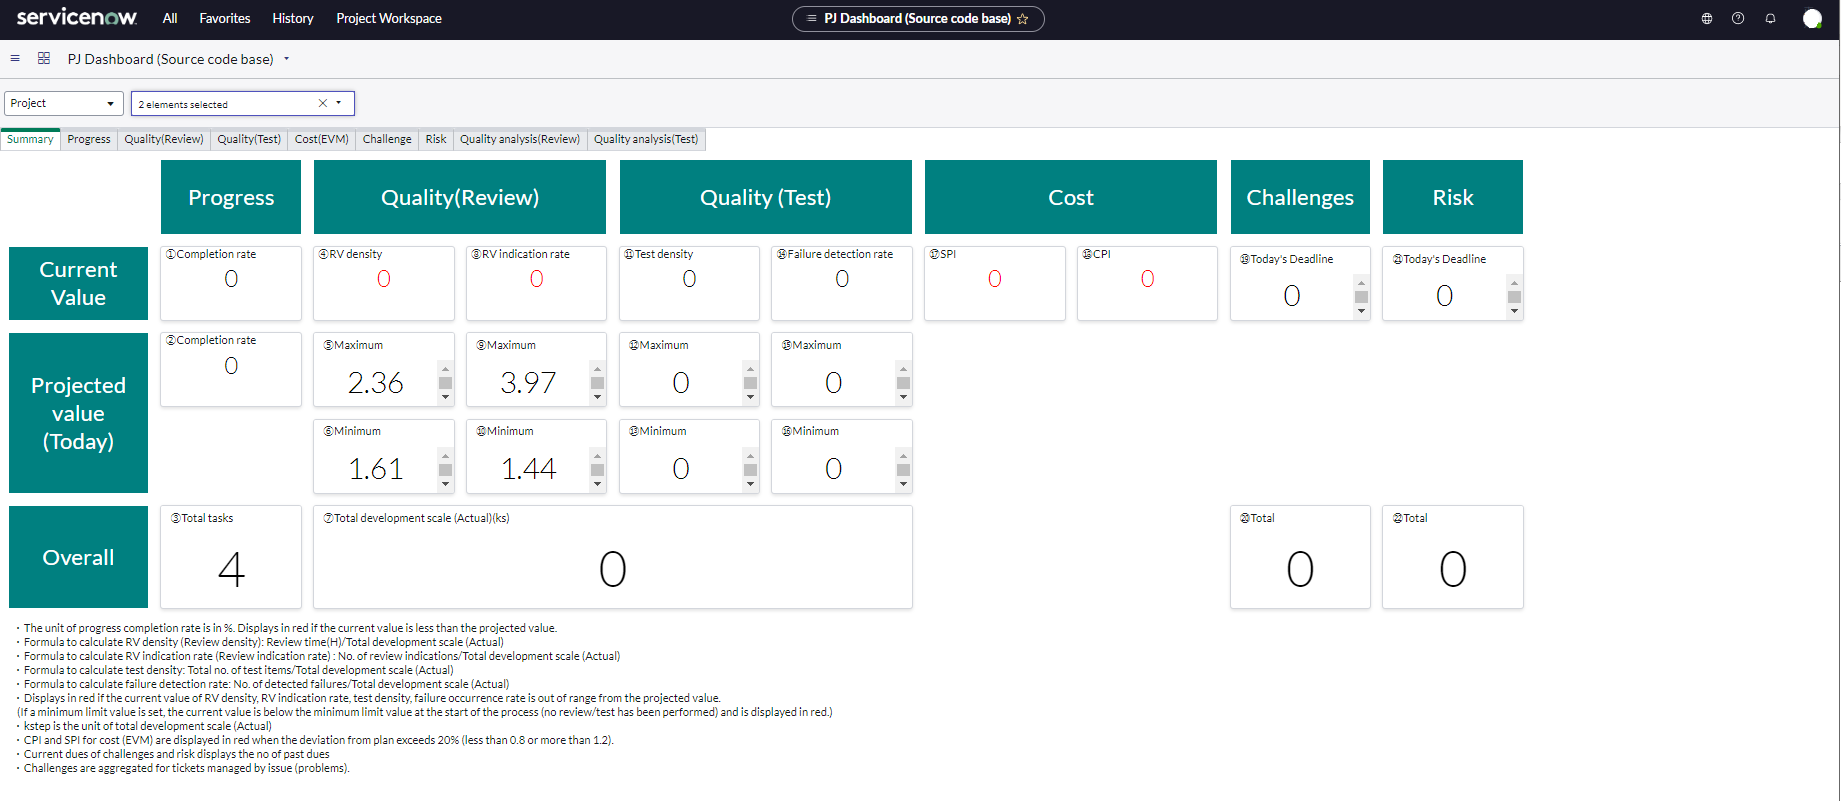 servicenow
All
Favorites
History
Project Workspace
PJ Dashboard (Source code base)
PJ Dashboard (Source code base)
Project
2 elements selected
Summary
Progress
Quality(Review)
Quality(Test)
Cost(EVM)
Challenge
Risk
Quality analysis(Review)
Quality analysis(Test)
Progress
Quality(Review)
Quality (Test)
Cost
Challenges
Risk
Current
Value
①Completion rate
0
④RV density
0
⑧RV indication rate
0
⑪Test density
0
⑭Failure detection rate
0
⑰SPI
0
⑱CPI
0
⑲Today's Deadline
0
㉑Today's Deadline
0
Projected
value
(Today)
②Completion rate
0
⑤Maximum
2.36
⑨Maximum
3.97
⑫Maximum
0
⑮Maximum
0
⑥Minimum
1.61
⑩Minimum
1.44
⑬Minimum
0
⑯Minimum
0
Overall
③Total tasks
4
⑦Total development scale (Actual)(ks)
0
⑳Total
0
㉒Total
0
・The unit of progress completion rate is in %. Displays in red if the current value is less than the projected value.
・Formula to calculate RV density (Review density): Review time(H)/Total development scale (Actual)
・Formula to calculate RV indication rate (Review indication rate) : No. of review indications/Total development scale (Actual)
・Formula to calculate test density: Total no. of test items/Total development scale (Actual)
・Formula to calculate failure detection rate: No. of detected failures/Total development scale (Actual)
・Displays in red if the current value of RV density, RV indication rate, test density, failure occurrence rate is out of range from the projected value.
(If a minimum limit value is set, the current value is below the minimum limit value at the start of the process (no review/test has been performed) and is displayed in red.)
・kstep is the unit of total development scale (Actual)
・CPI and SPI for cost (EVM) are displayed in red when the deviation from plan exceeds 20% (less than 0.8 or more than 1.2).
・Current dues of challenges and risk displays the no of past dues
・Challenges are aggregated for tickets managed by issue (problems).